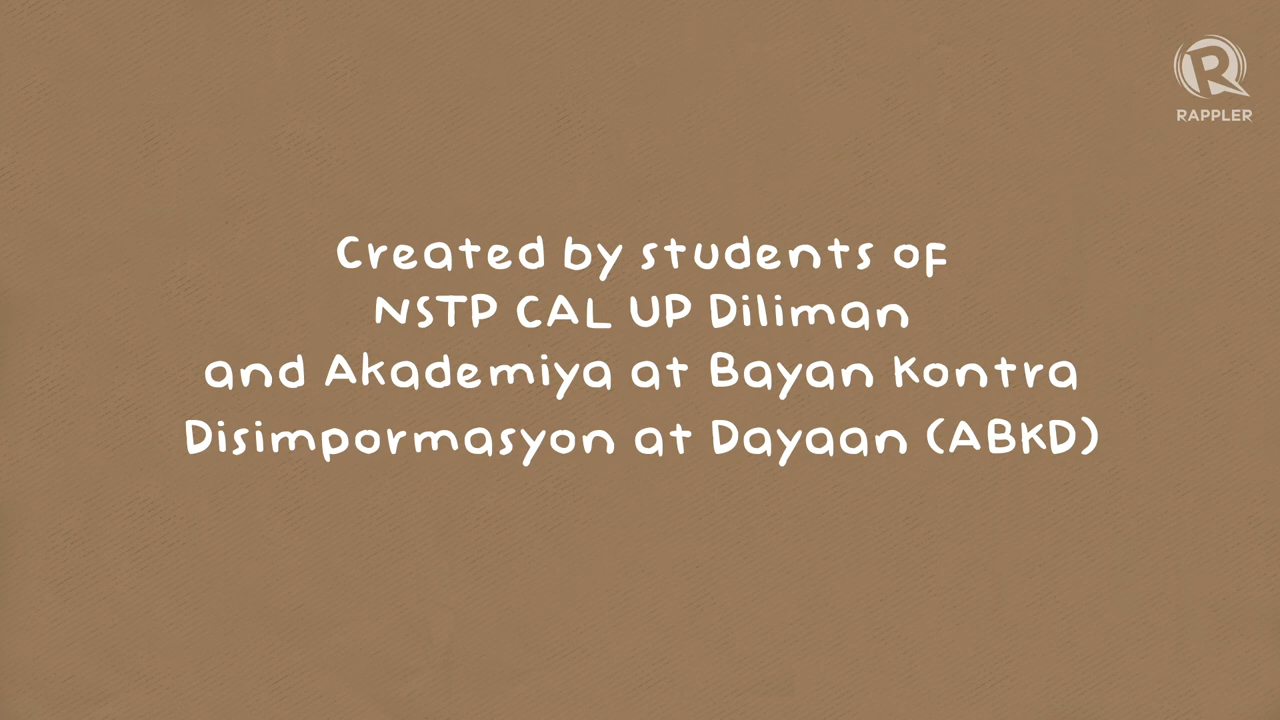 RAPPLER
Created by students of
NSTP CAL UP Diliman
and Akademiya at Bayan Kontra
Disimpormasyon at Dayaan (ABKD)